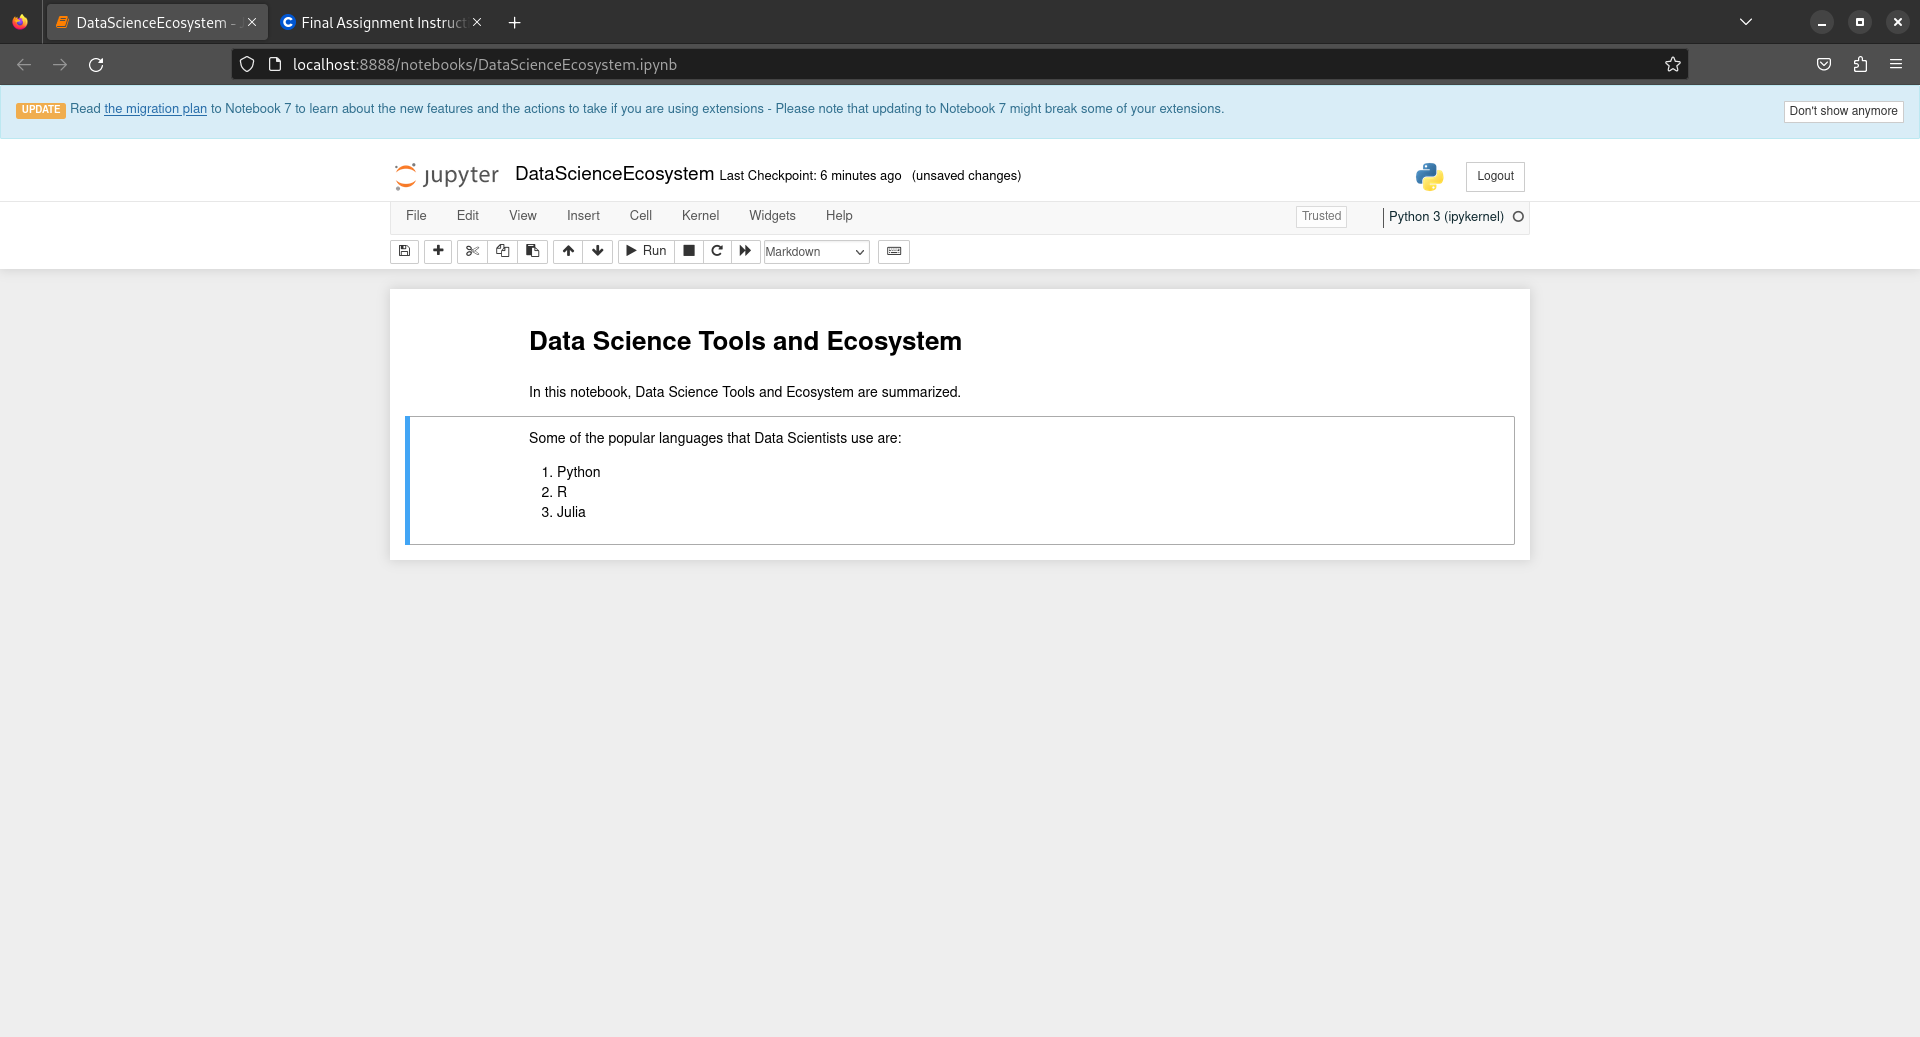 DataScienceEcosystem -
Final Assignment Instruct
localhost:8888/notebooks/DataScienceEcosystem.ipynb
UPDATE Read the migration plan to Notebook 7 to learn about the new features and the actions to take if you are using extensions - Please note that updating to Notebook 7 might break some of your extensions.
Don't show anymore
jupyter DataScienceEcosystem Last Checkpoint: 6 minutes ago (unsaved changes)
Logout
File Edit View Insert Cell Kernel Widgets Help
Trusted
Python 3 (ipykernel)
Run
Markdown
Data Science Tools and Ecosystem
In this notebook, Data Science Tools and Ecosystem are summarized.
Some of the popular languages that Data Scientists use are:
1. Python
2. R
3. Julia